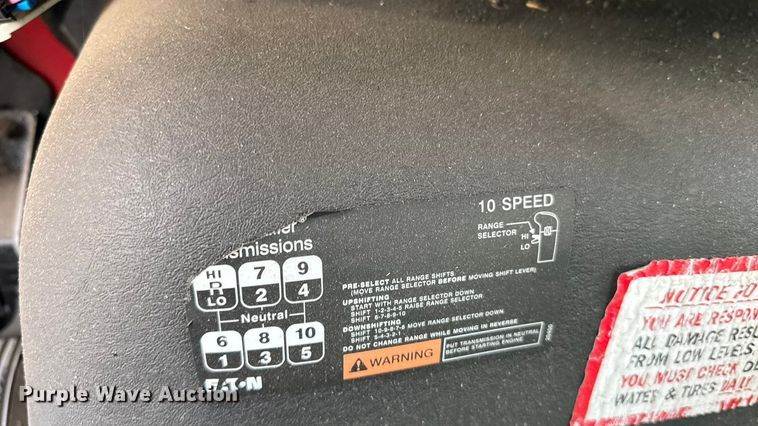 10 SPEED
RANGE
SELECTOR
HI
LO
smissions
HI 7 9
R
LO 2 4
Neutral
6 8 10
1 3 5
EATON
PRE-SELECT ALL RANGE SHIFTS
(MOVE RANGE SELECTOR BEFORE MOVING SHIFT LEVER)
UPSHIFTING
START WITH RANGE SELECTOR DOWN
SHIFT 1-2-3-4-5 RAISE RANGE SELECTOR
SHIFT 6-7-8-9-10
DOWNSHIFTING
SHIFT 10-9-8-7-6 MOVE RANGE SELECTOR DOWN
SHIFT 5-4-3-2-1
DO NOT CHANGE RANGE WHILE MOVING IN REVERSE
WARNING
PUT TRANSMISSION IN NEUTRAL
BEFORE STARTING ENGINE
NOTICE
YOU ARE RESPON
ALL DAMAGE RESU
FROM LOW LEVELS
YOU MUST CHECK
WATER & TIRES
Purple Wave Auction